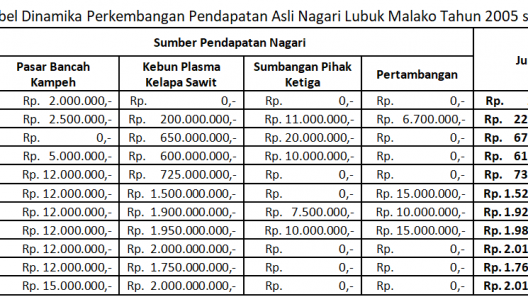 bel Dinamika Perkembangan Pendapatan Asli Nagari Lubuk Malako Tahun 2005 s
Sumber Pendapatan Nagari Ju
Pasar Bancah Kampeh Kebun Plasma Kelapa Sawit Sumbangan Pihak Ketiga Pertambangan
Rp. 2.000.000,- Rp. 0,- Rp. 0,- Rp. 0,- Rp.
Rp. 2.500.000,- Rp. 200.000.000,- Rp. 11.000.000,- Rp. 6.700.000,- Rp. 22
Rp. 0,- Rp. 650.000.000,- Rp. 20.000.000,- Rp. 0,- Rp. 67
Rp. 5.000.000,- Rp. 600.000.000,- Rp. 10.000.000,- Rp. 0,- Rp. 61
Rp. 12.000.000,- Rp. 725.000.000,- Rp. 0,- Rp. 0,- Rp. 73
Rp. 12.000.000,- Rp. 1.500.000.000,- Rp. 0,- Rp. 15.000.000,- Rp. 1.52
Rp. 12.000.000,- Rp. 1.900.000.000,- Rp. 7.500.000,- Rp. 10.000.000,- Rp. 1.92
Rp. 12.000.000,- Rp. 1.950.000.000,- Rp. 10.000.000,- Rp. 15.000.000,- Rp. 1.98
Rp. 12.000.000,- Rp. 2.000.000.000,- Rp. 0,- Rp. 0,- Rp. 2.01
Rp. 12.000.000,- Rp. 1.750.000.000,- Rp. 0,- Rp. 0,- Rp. 1.76
Rp. 15.000.000,- Rp. 2.000.000.000,- Rp. 0,- Rp. 0,- Rp. 2.01